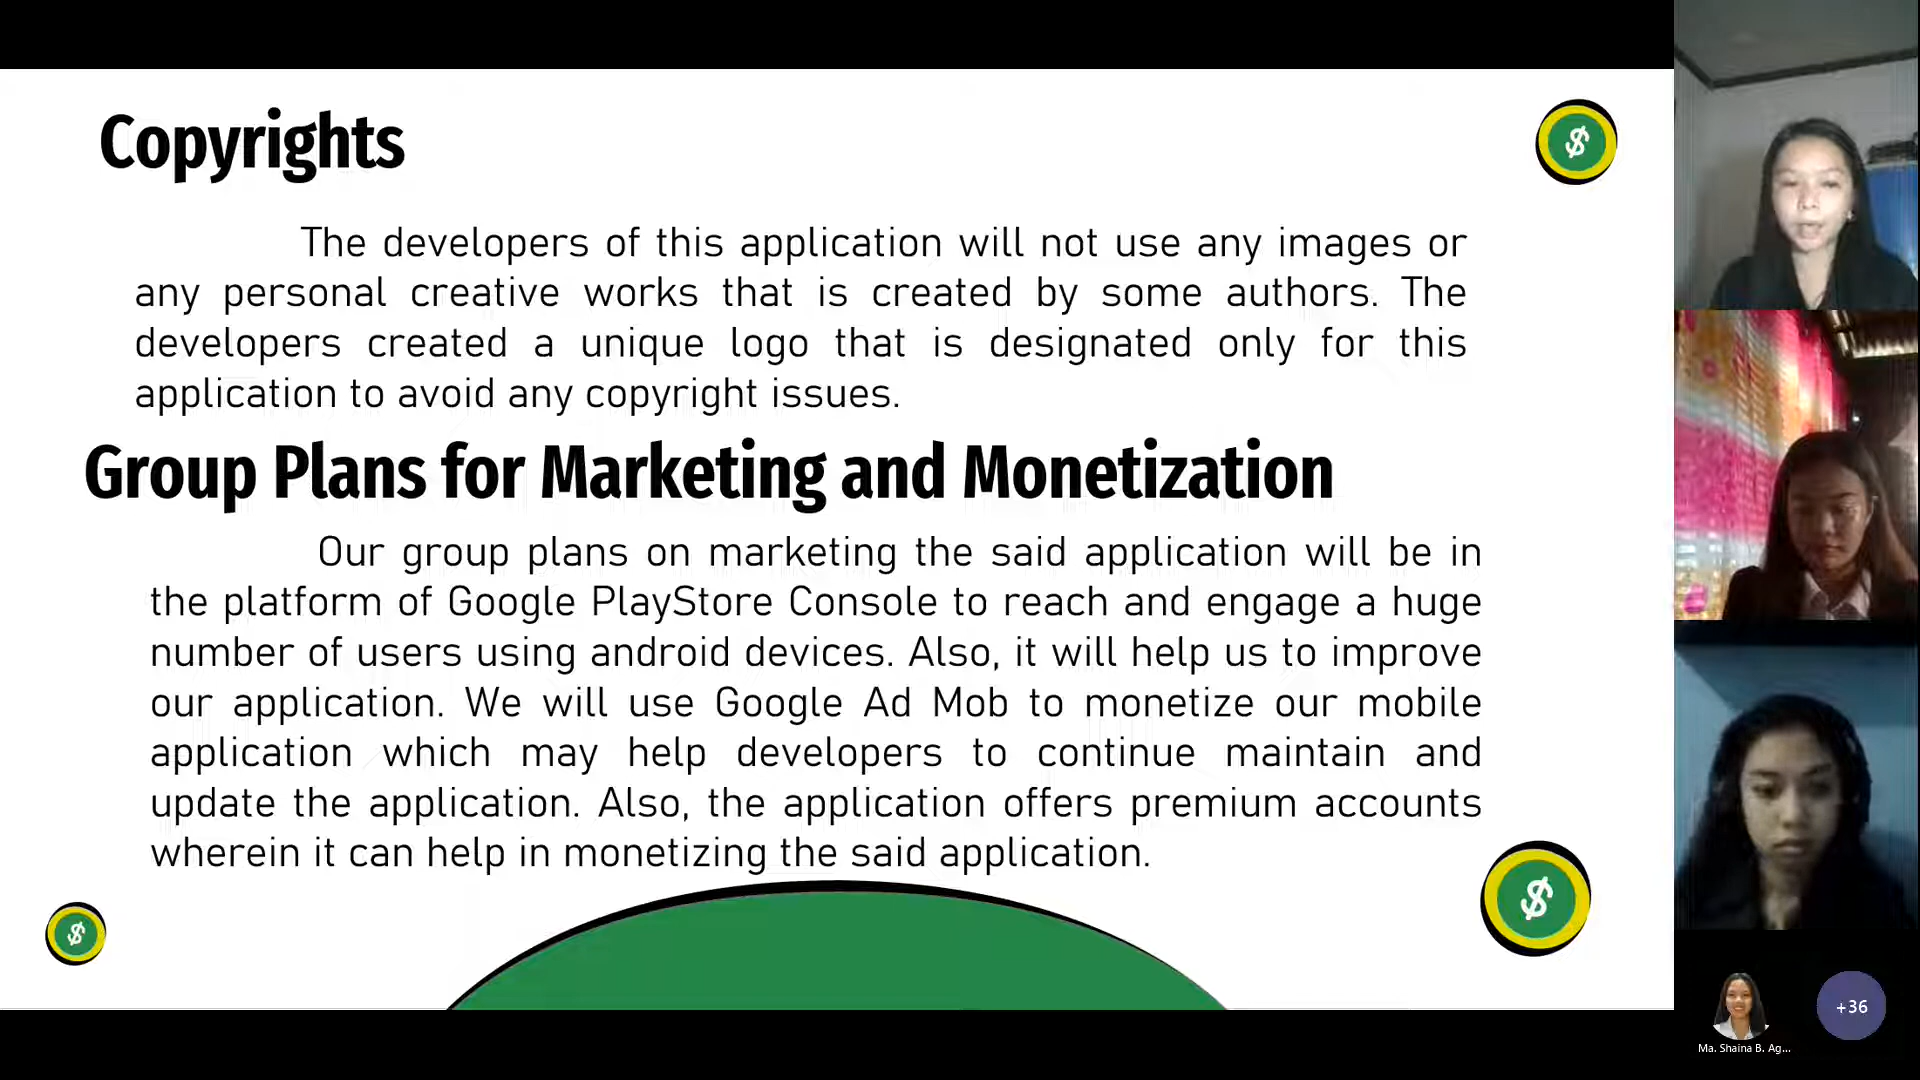 Copyrights
The developers of this application will not use any images or
any personal creative works that is created by some authors. The
developers created a unique logo that is designated only for this
application to avoid any copyright issues.
Group Plans for Marketing and Monetization
Our group plans on marketing the said application will be in
the platform of Google PlayStore Console to reach and engage a huge
number of users using android devices. Also, it will help us to improve
our application. We will use Google Ad Mob to monetize our mobile
application which may help developers to continue maintain and
update the application. Also, the application offers premium accounts
wherein it can help in monetizing the said application.
$
$
$
+36
Ma. Shaina B. Ag...